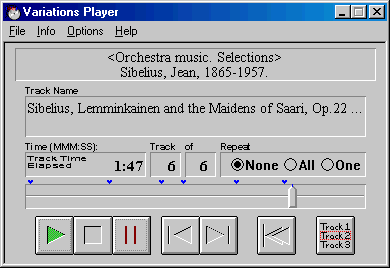 Variations Player
File Info Options Help
<Orchestra music. Selections>
Sibelius, Jean, 1865-1957.
Track Name
Sibelius, Lemminkainen and the Maidens of Saari, Op.22 ...
Time (MMM:SS): Track of Repeat
Track Time
Elapsed 1:47 6 6 None All One
Track 1
Track 2
Track 3